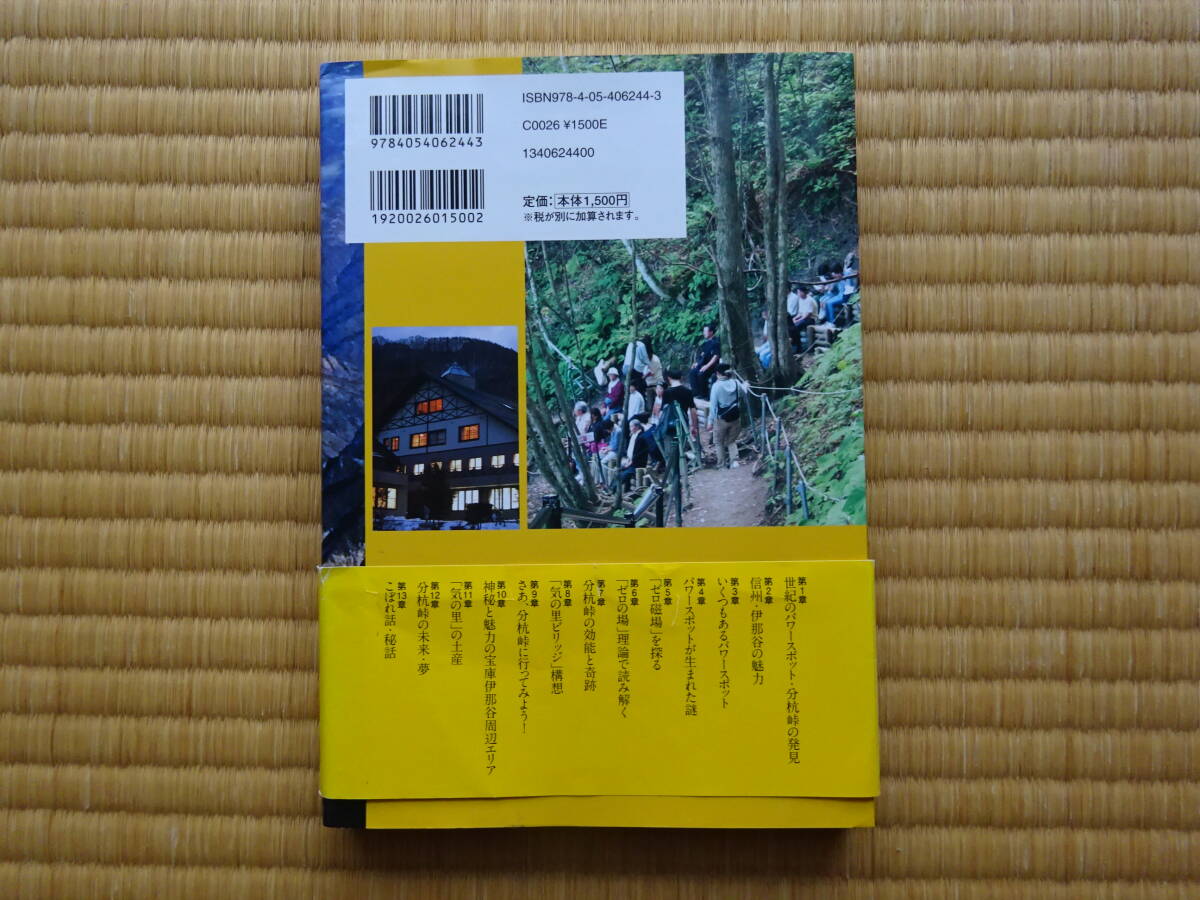 ISBN978-4-05-406244-3
C0026 ¥1500E
1340624400
9784054062443
1920026015002
定価：本体1,500円
※税が別に加算されます。
第1章
世紀のパワースポット・分杭峠の発見
第2章
信州・伊那谷の魅力
第3章
いくつもあるパワースポット
第4章
パワースポットが生まれた謎
第5章
「ゼロ磁場」を探る
第6章
「ゼロの場」理論で読み解く
第7章
分杭峠の効能と奇跡
第8章
「気の里ビリッジ」構想
第9章
さあ、分杭峠に行ってみよう！
第10章
神秘と魅力の宝庫伊那谷周辺エリア
第11章
「気の里」の土産
第12章
分杭峠の未来・夢
第13章
こぼれ話・秘話